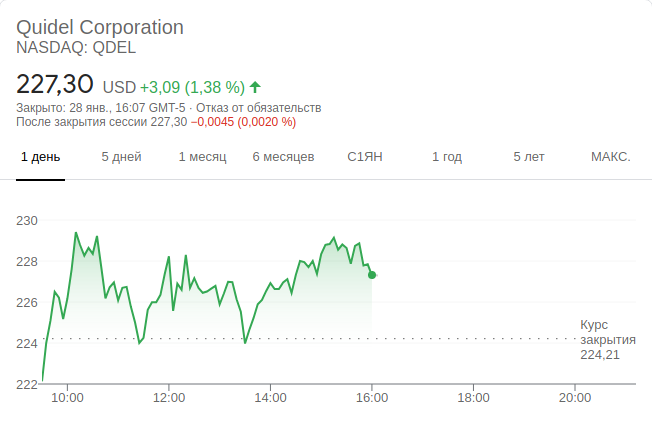 Quidel Corporation
NASDAQ: QDEL
227,30 USD +3,09 (1,38 %)
Закрыто: 28 янв., 16:07 GMT-5 · Отказ от обязательств
После закрытия сессии 227,30 −0,0045 (0,0020 %)
1 день 5 дней 1 месяц 6 месяцев С1ЯН 1 год 5 лет МАКС.
230
228
226
224
222
Курс
закрытия
224,21
10:00 12:00 14:00 16:00 18:00 20:00